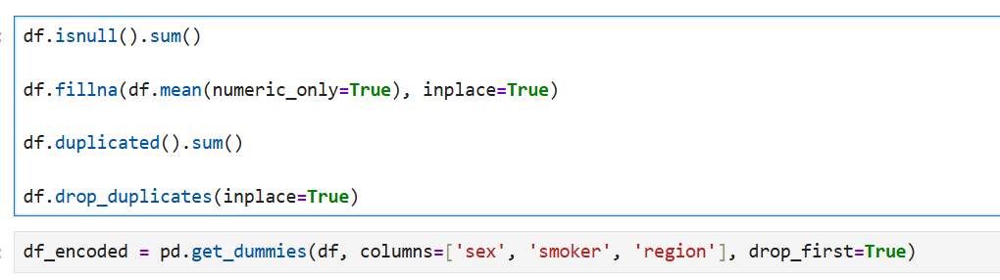 df.isnull().sum()
df.fillna(df.mean(numeric_only=True), inplace=True)
df.duplicated().sum()
df.drop_duplicates(inplace=True)
df_encoded = pd.get_dummies(df, columns=['sex', 'smoker', 'region'], drop_first=True)